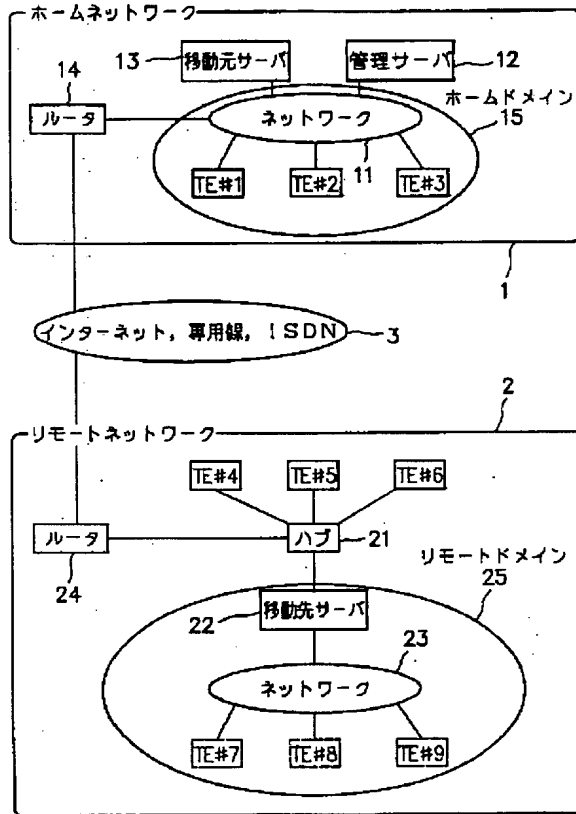 ホームネットワーク
13
移動元サーバ
管理サーバ
12
14
ルータ
ネットワーク
ホームドメイン
15
11
TE#1
TE#2
TE#3
1
インターネット，専用線，ISDN
3
2
リモートネットワーク
TE#4
TE#5
TE#6
ルータ
24
ハブ
21
リモートドメイン
25
22
移動先サーバ
23
ネットワーク
TE#7
TE#8
TE#9